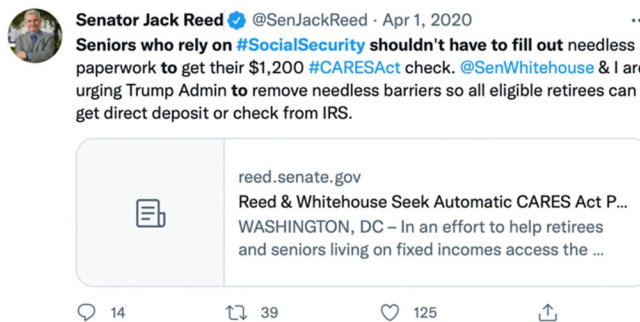 Senator Jack Reed @SenJackReed · Apr 1, 2020
Seniors who rely on #SocialSecurity shouldn't have to fill out needless
paperwork to get their $1,200 #CARESAct check. @SenWhitehouse & I are
urging Trump Admin to remove needless barriers so all eligible retirees can
get direct deposit or check from IRS.
reed.senate.gov
Reed & Whitehouse Seek Automatic CARES Act P...
WASHINGTON, DC – In an effort to help retirees
and seniors living on fixed incomes access the ...
14 39 125